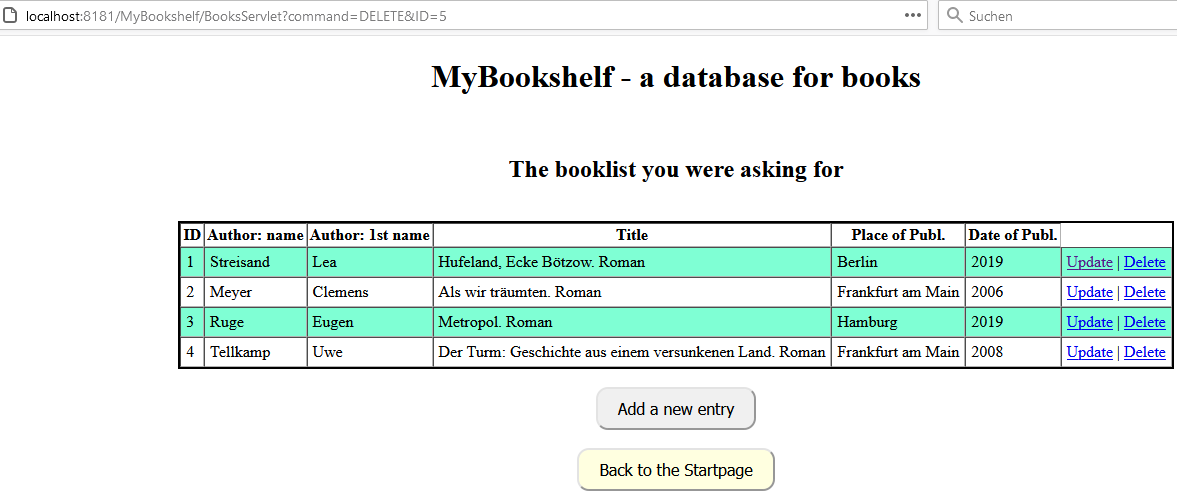 localhost:8181/MyBookshelf/BooksServlet?command=DELETE&ID=5 ••• Suchen
MyBookshelf - a database for books
The booklist you were asking for
ID Author: name Author: 1st name Title Place of Publ. Date of Publ.
1 Streisand Lea Hufeland, Ecke Bötzow. Roman Berlin 2019 Update | Delete
2 Meyer Clemens Als wir träumten. Roman Frankfurt am Main 2006 Update | Delete
3 Ruge Eugen Metropol. Roman Hamburg 2019 Update | Delete
4 Tellkamp Uwe Der Turm: Geschichte aus einem versunkenen Land. Roman Frankfurt am Main 2008 Update | Delete
Add a new entry
Back to the Startpage